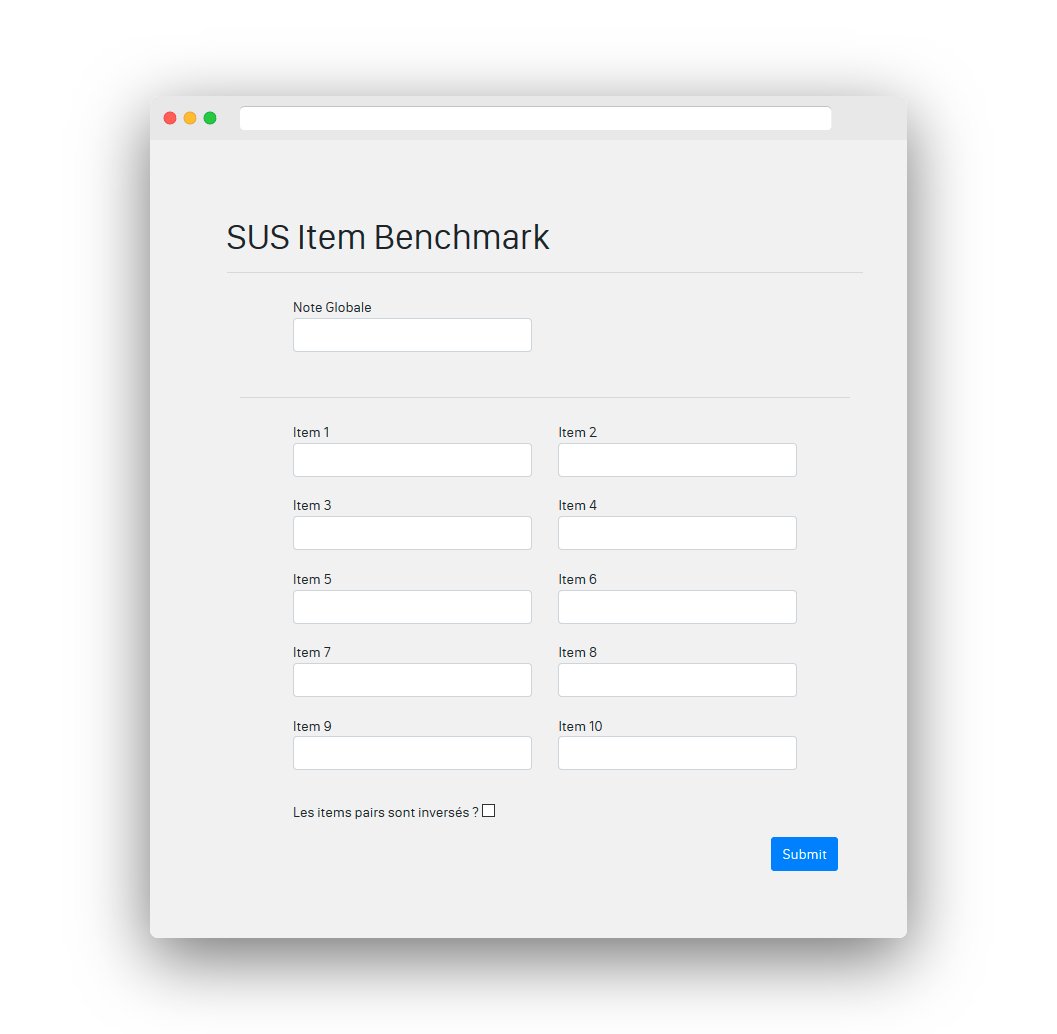 SUS Item Benchmark
Note Globale
Item 1
Item 2
Item 3
Item 4
Item 5
Item 6
Item 7
Item 8
Item 9
Item 10
Les items pairs sont inversés ?
Submit